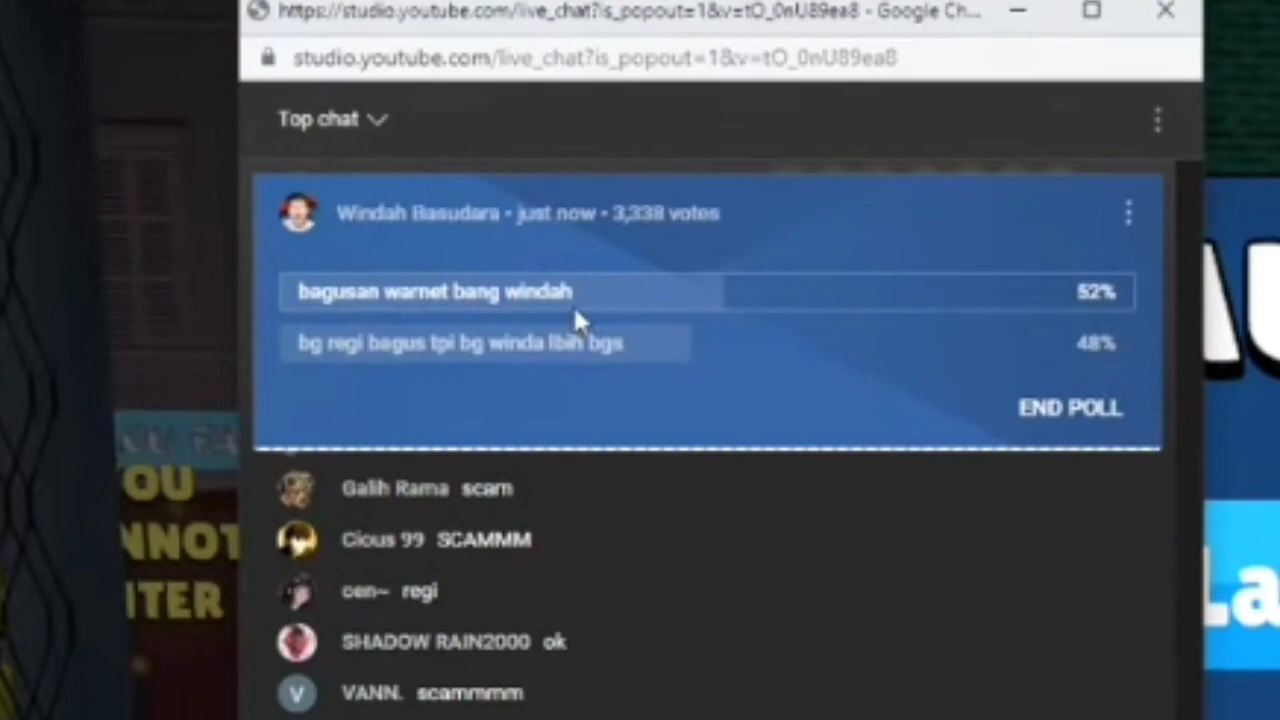 https://studio.youtube.com/live_chat?is_popout=1&v=tO_0nU89ea8 - Google Ch...
studio.youtube.com/live_chat?is_popout=1&v=tO_0nU89ea8
Top chat
Windah Basudara • just now • 3,338 votes
bagusan warnet bang windah 52%
bg regi bagus tpi bg winda lbih bgs 48%
END POLL
Galih Rama scam
Cious 99 SCAMMM
cen~ regi
SHADOW RAIN2000 ok
V VANN. scammmm
OU
NNOT
TER
AU
La